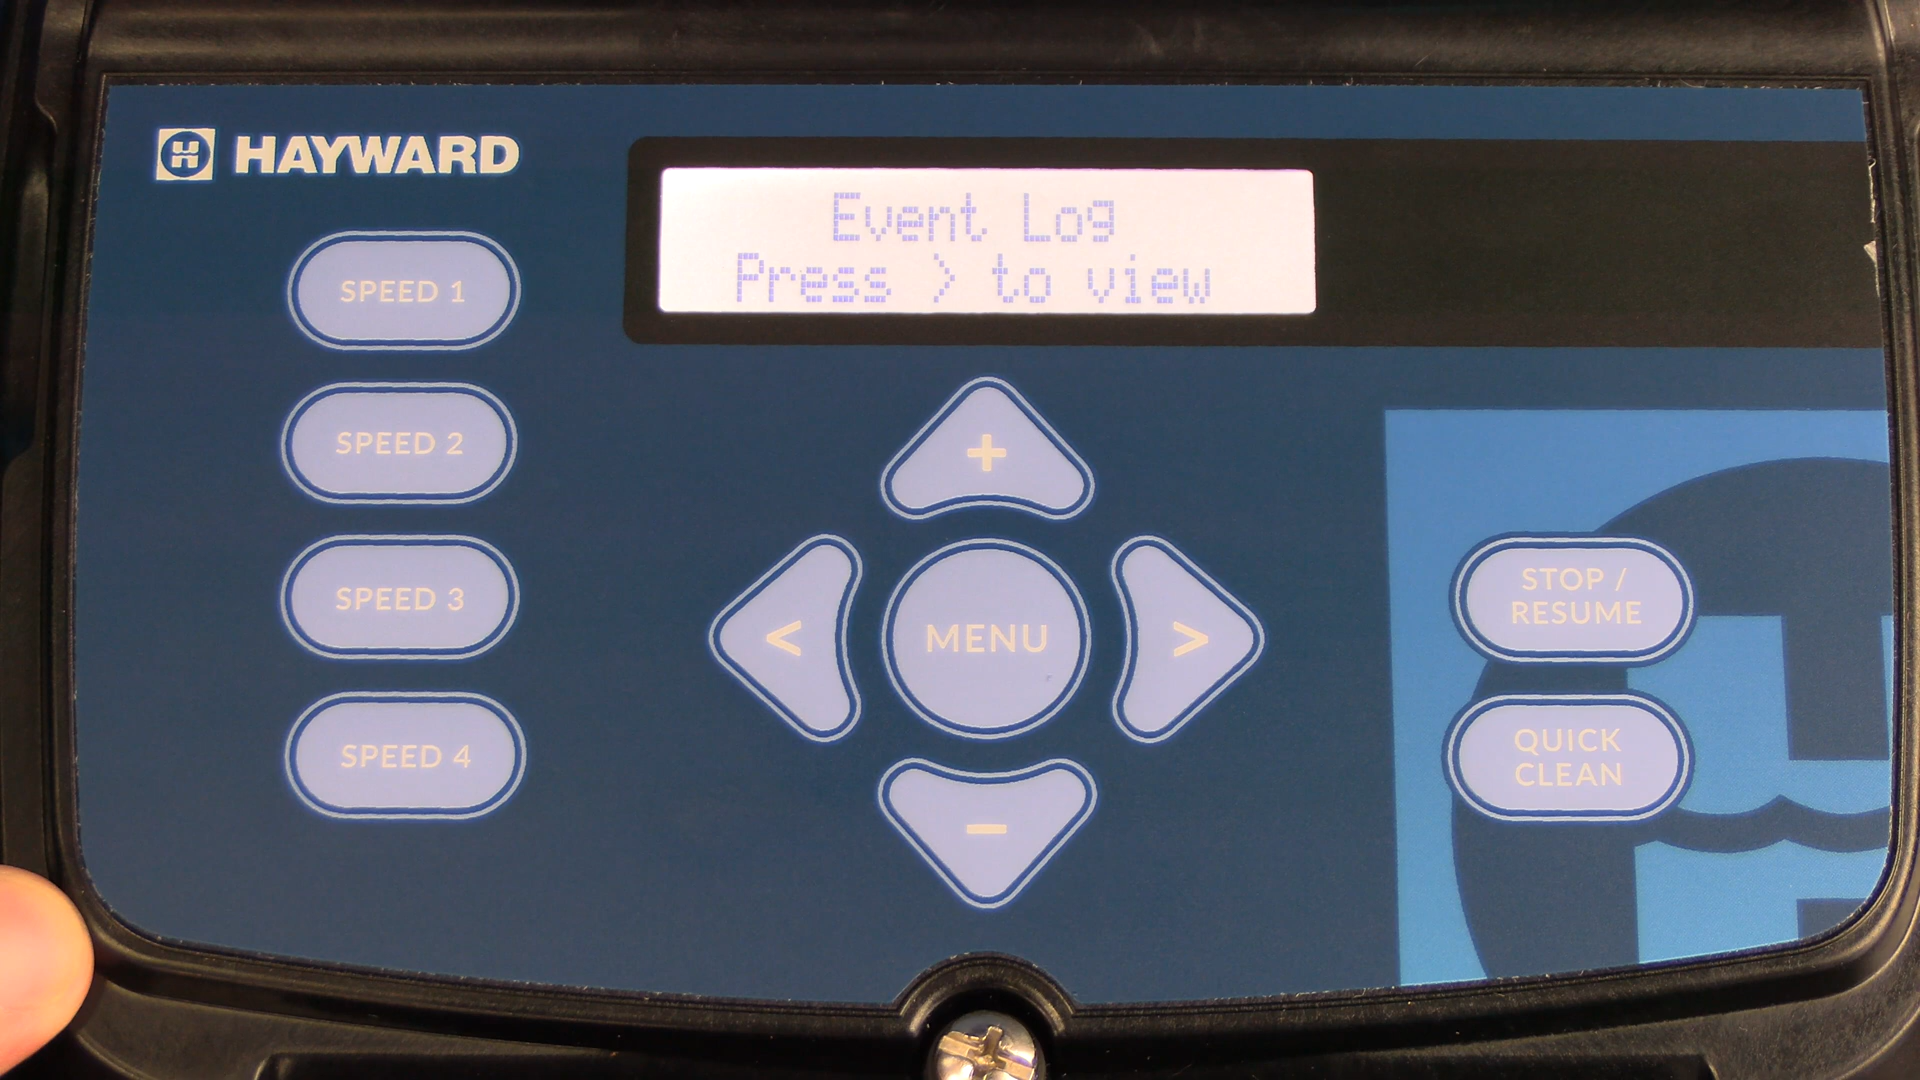 HAYWARD
Event Log
Press > to view
SPEED 1
SPEED 2
SPEED 3
SPEED 4
+
<
MENU
>
-
STOP /
RESUME
QUICK
CLEAN